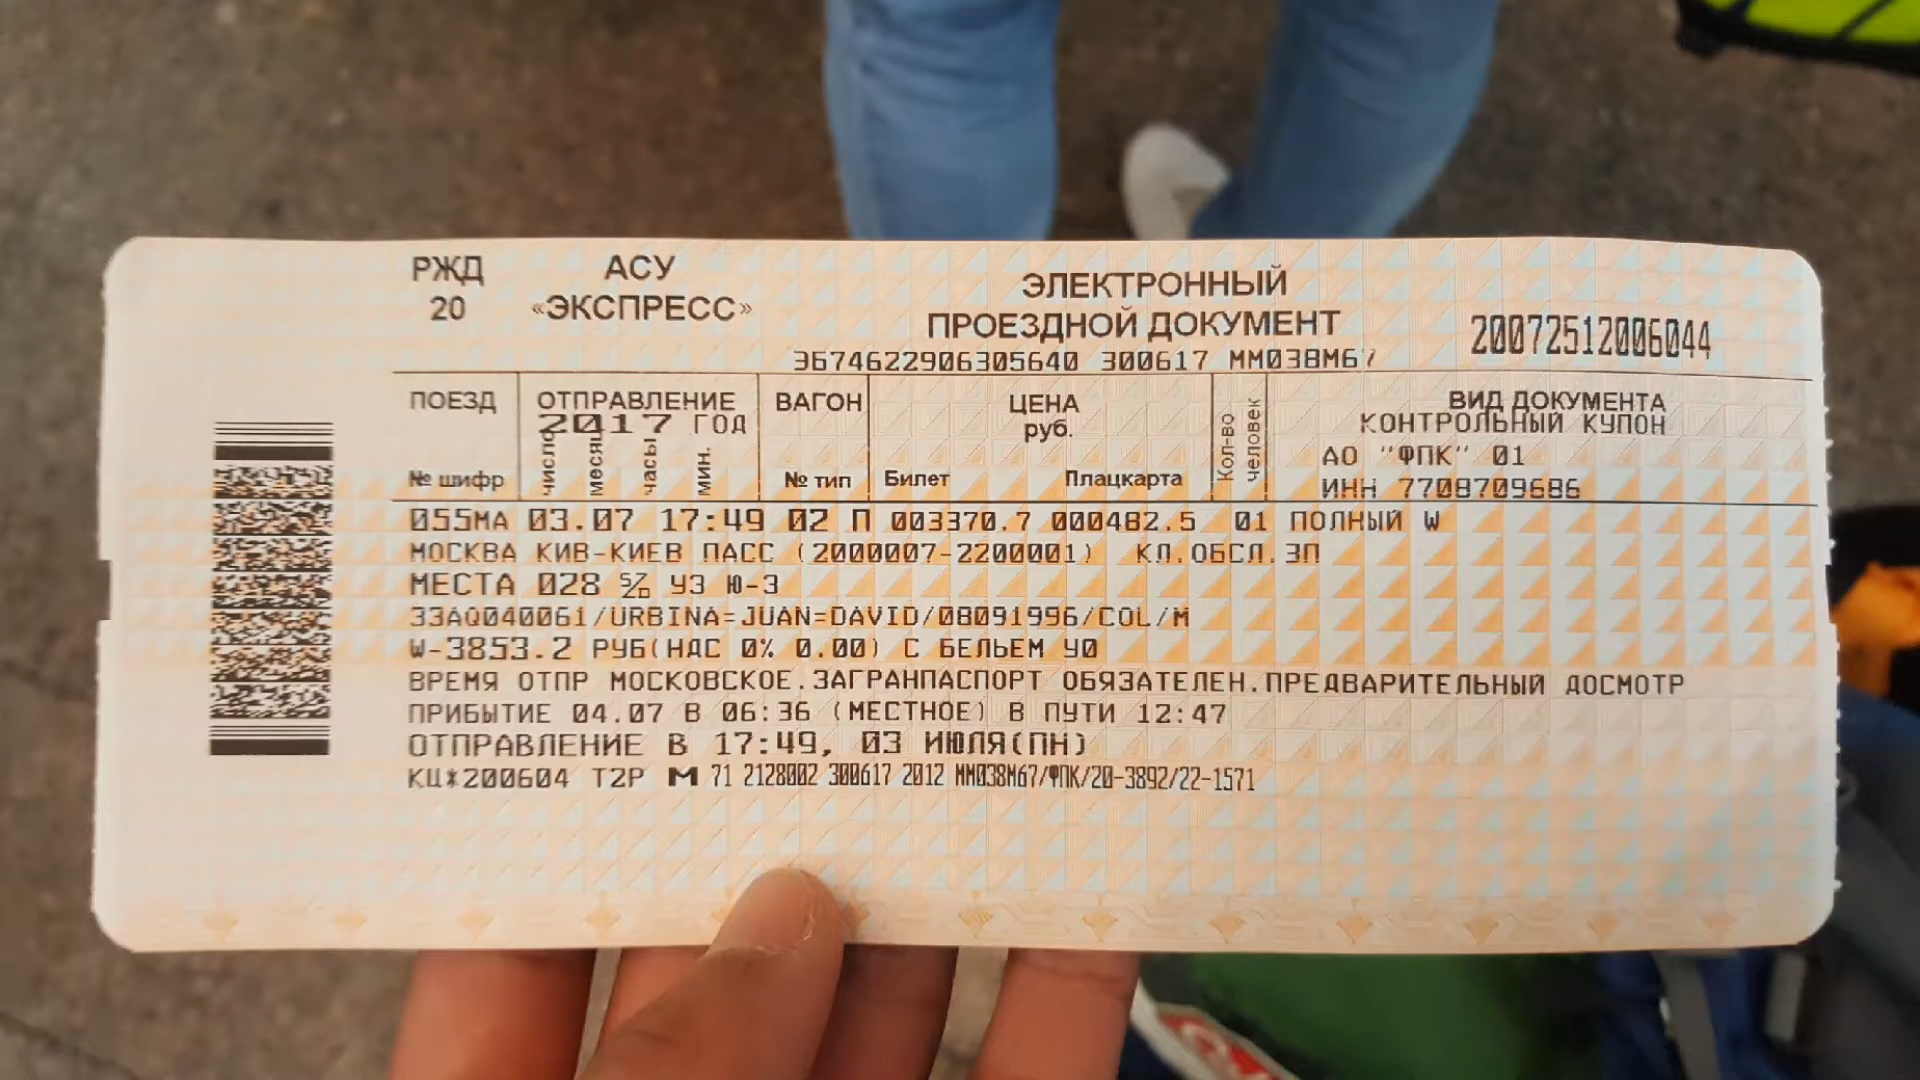 РЖД АСУ
20 «ЭКСПРЕСС»
ЭЛЕКТРОННЫЙ
ПРОЕЗДНОЙ ДОКУМЕНТ
20072512006044
ЭБ74622906305640 300617 ММ03ВМ67
ПОЕЗД ОТПРАВЛЕНИЕ ВАГОН ЦЕНА ВИД ДОКУМЕНТА
2017 ГОД руб. КОНТРОЛЬНЫЙ КУПОН
АО "ФПК" 01
№ шифр число месяц часы мин. № тип Билет Плацкарта Кол-во человек
ИНН 7708709686
055МА 03.07 17:49 02 П 003370.7 000482.5 01 ПОЛНЫЙ W
МОСКВА КИВ-КИЕВ ПАСС (2000007-2200001) КЛ.ОБСЛ.3П
МЕСТА 028 УЗ Ю-3
33AQ040061/URBINA=JUAN=DAVID/08091996/COL/M
W-3853.2 РУБ(НДС 0% 0.00) С БЕЛЬЕМ У0
ВРЕМЯ ОТПР МОСКОВСКОЕ.ЗАГРАНПАСПОРТ ОБЯЗАТЕЛЕН.ПРЕДВАРИТЕЛЬНЫЙ ДОСМОТР
ПРИБЫТИЕ 04.07 В 06:36 (МЕСТНОЕ) В ПУТИ 12:47
ОТПРАВЛЕНИЕ В 17:49, 03 ИЮЛЯ(ПН)
КЦ*200604 Т2Р М 71 2128002 300617 2012 ММ03ВМ67/ФПК/20-3892/22-1571